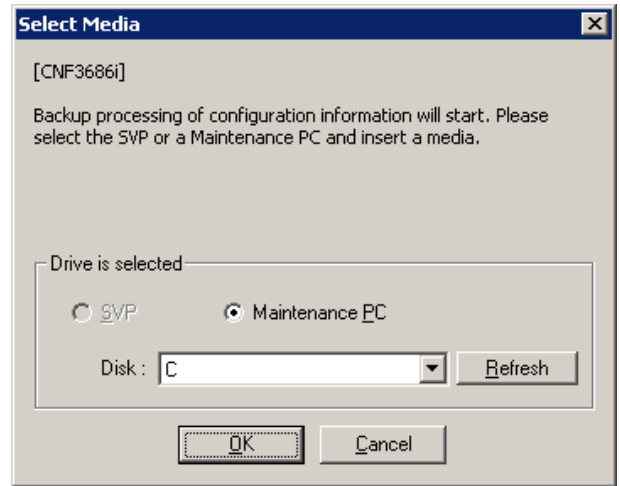 Select Media
[CNF3686i]
Backup processing of configuration information will start. Please
select the SVP or a Maintenance PC and insert a media.
Drive is selected
SVP
Maintenance PC
Disk :
C
Refresh
OK
Cancel